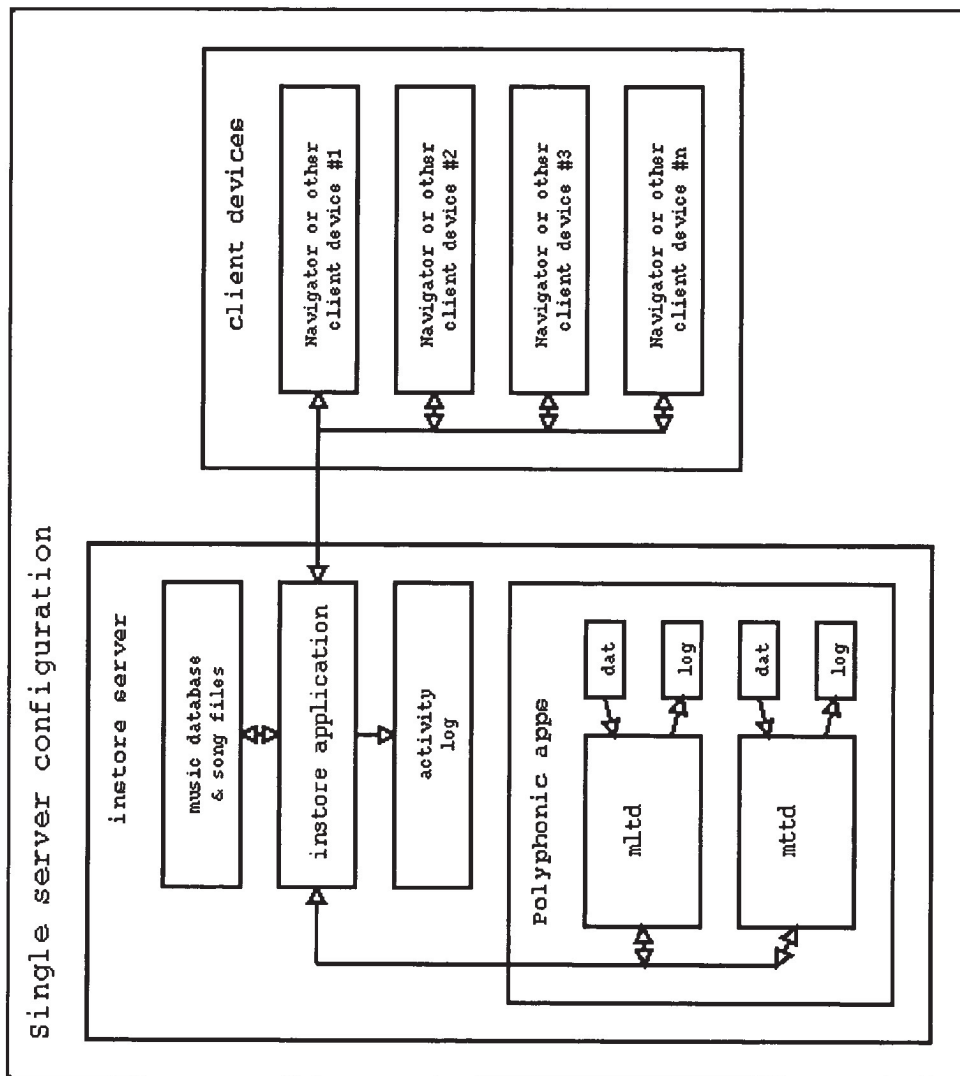 Single server configuration
instore server
music database
& song files
instore application
activity
log
Polyphonic apps
mltd
dat
log
mttd
dat
log
client devices
Navigator or other
client device #1
Navigator or other
client device #2
Navigator or other
client device #3
Navigator or other
client device #n